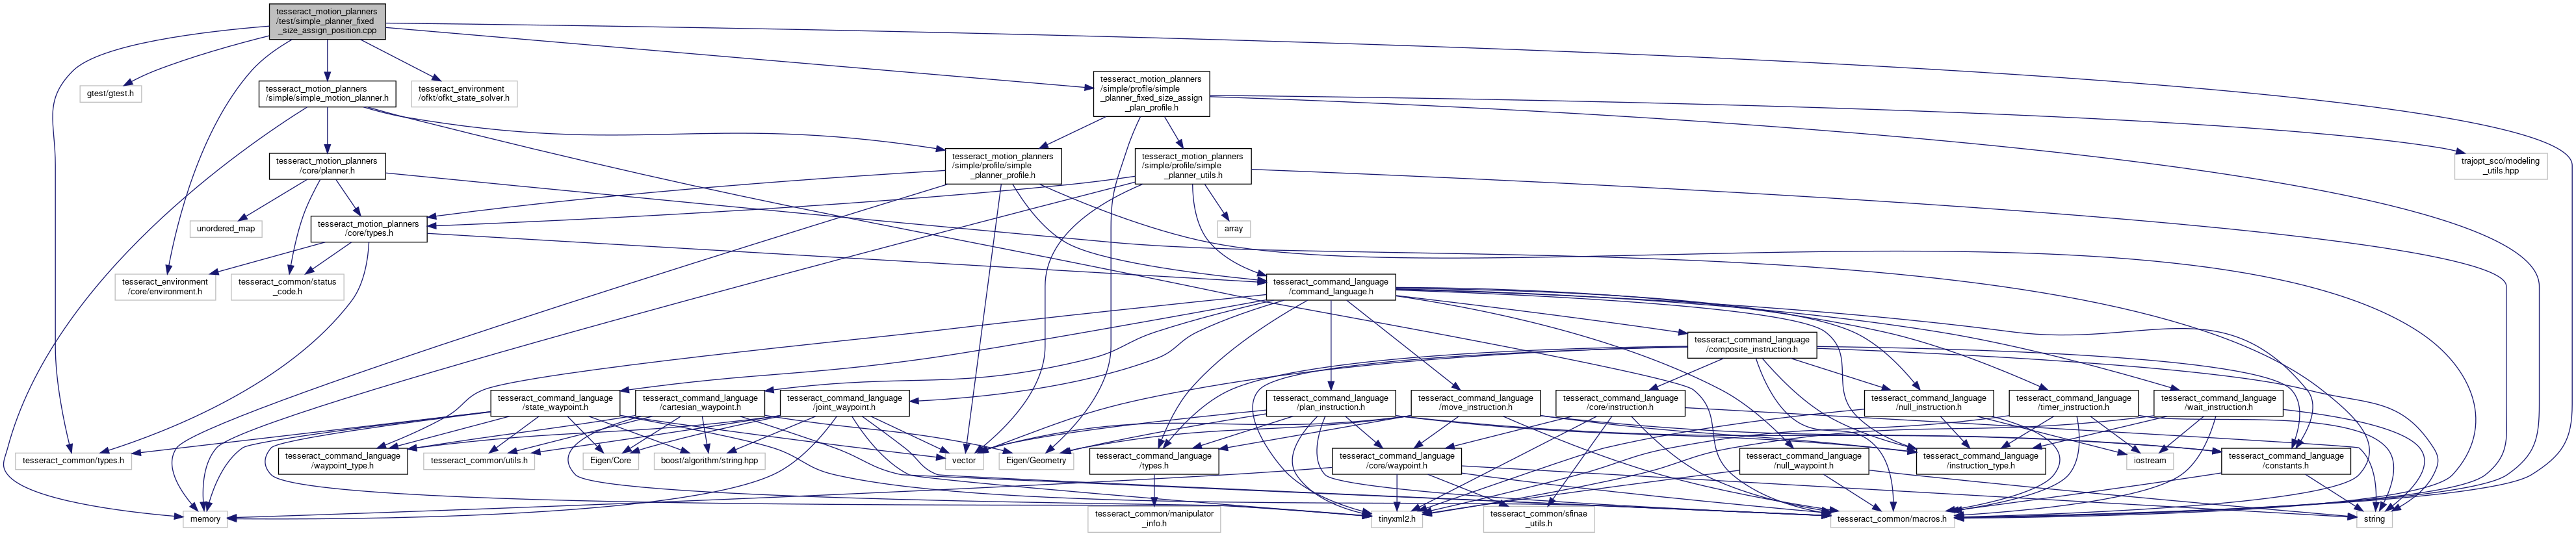 tesseract_motion_planners
/test/simple_planner_fixed
_size_assign_position.cpp
gtest/gtest.h
tesseract_motion_planners
/simple/simple_motion_planner.h
tesseract_environment
/ofkt/ofkt_state_solver.h
tesseract_motion_planners
/simple/profile/simple
_planner_fixed_size_assign
_plan_profile.h
tesseract_motion_planners
/core/planner.h
tesseract_motion_planners
/simple/profile/simple
_planner_profile.h
tesseract_motion_planners
/simple/profile/simple
_planner_utils.h
trajopt_sco/modeling
_utils.hpp
unordered_map
tesseract_motion_planners
/core/types.h
array
tesseract_environment
/core/environment.h
tesseract_common/status
_code.h
tesseract_command_language
/command_language.h
tesseract_command_language
/composite_instruction.h
tesseract_command_language
/state_waypoint.h
tesseract_command_language
/cartesian_waypoint.h
tesseract_command_language
/joint_waypoint.h
tesseract_command_language
/plan_instruction.h
tesseract_command_language
/move_instruction.h
tesseract_command_language
/core/instruction.h
tesseract_command_language
/null_instruction.h
tesseract_command_language
/timer_instruction.h
tesseract_command_language
/wait_instruction.h
tesseract_common/types.h
tesseract_command_language
/waypoint_type.h
tesseract_common/utils.h
Eigen/Core
boost/algorithm/string.hpp
vector
Eigen/Geometry
tesseract_command_language
/types.h
tesseract_command_language
/core/waypoint.h
tesseract_command_language
/null_waypoint.h
tesseract_command_language
/instruction_type.h
iostream
tesseract_command_language
/constants.h
memory
tesseract_common/manipulator
_info.h
tinyxml2.h
tesseract_common/sfinae
_utils.h
tesseract_common/macros.h
string